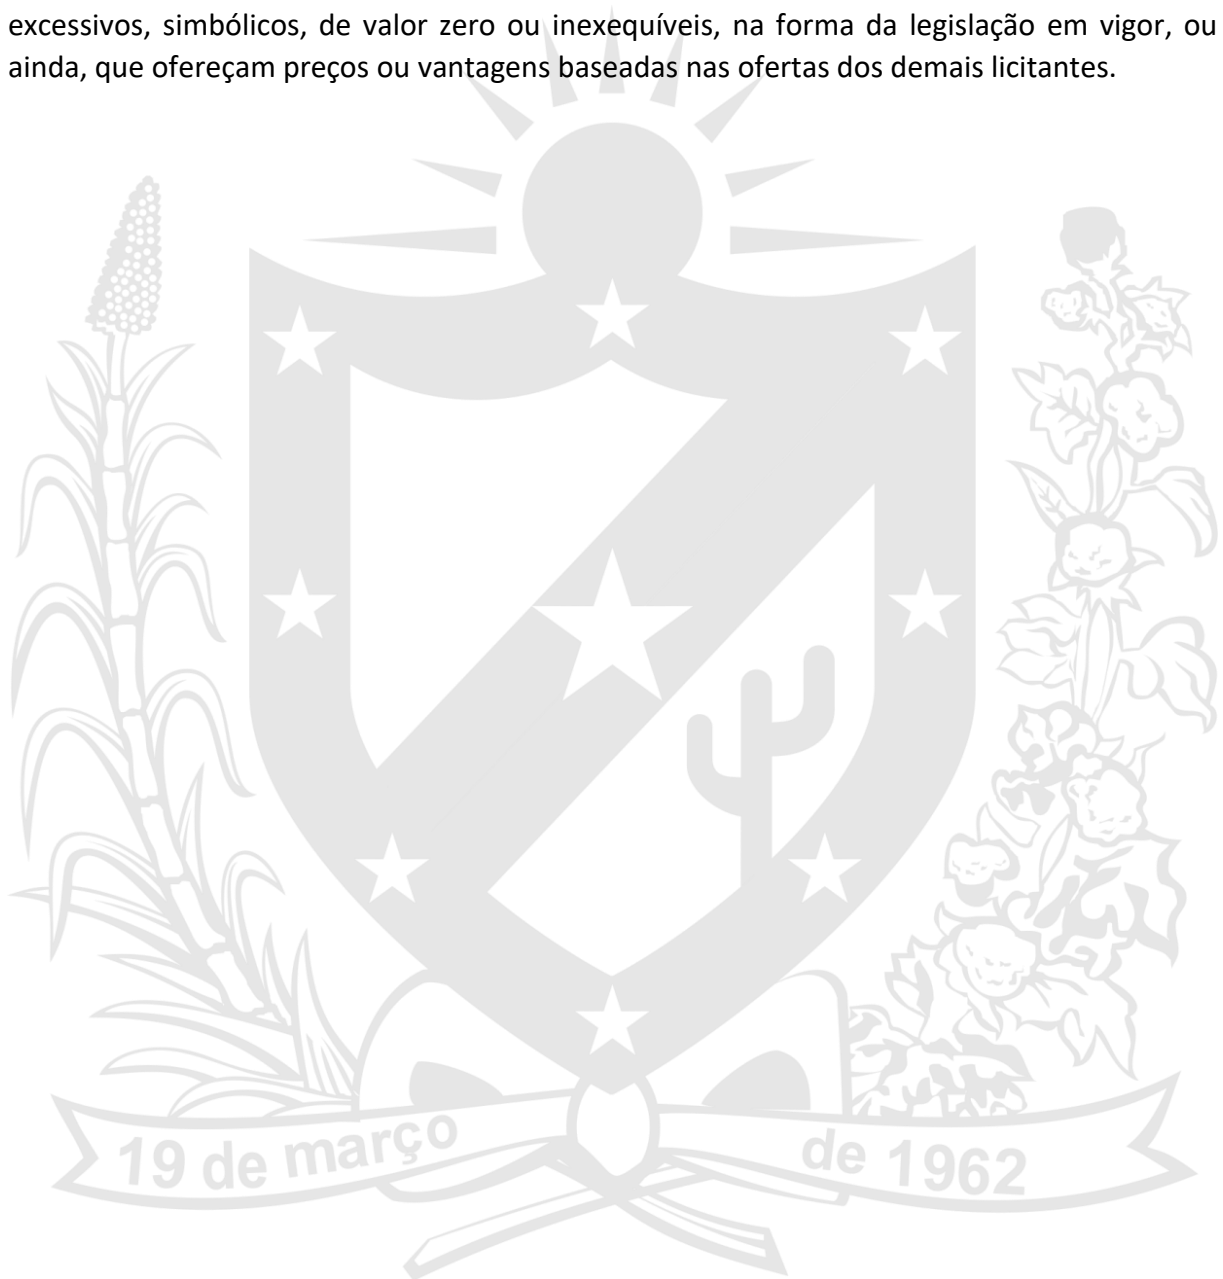 excessivos, simbólicos, de valor zero ou inexequíveis, na forma da legislação em vigor, ou
ainda, que ofereçam preços ou vantagens baseadas nas ofertas dos demais licitantes.
19 de março
de 1962